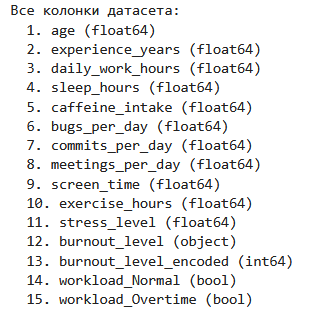 Все колонки датасета:
1. age (float64)
2. experience_years (float64)
3. daily_work_hours (float64)
4. sleep_hours (float64)
5. caffeine_intake (float64)
6. bugs_per_day (float64)
7. commits_per_day (float64)
8. meetings_per_day (float64)
9. screen_time (float64)
10. exercise_hours (float64)
11. stress_level (float64)
12. burnout_level (object)
13. burnout_level_encoded (int64)
14. workload_Normal (bool)
15. workload_Overtime (bool)